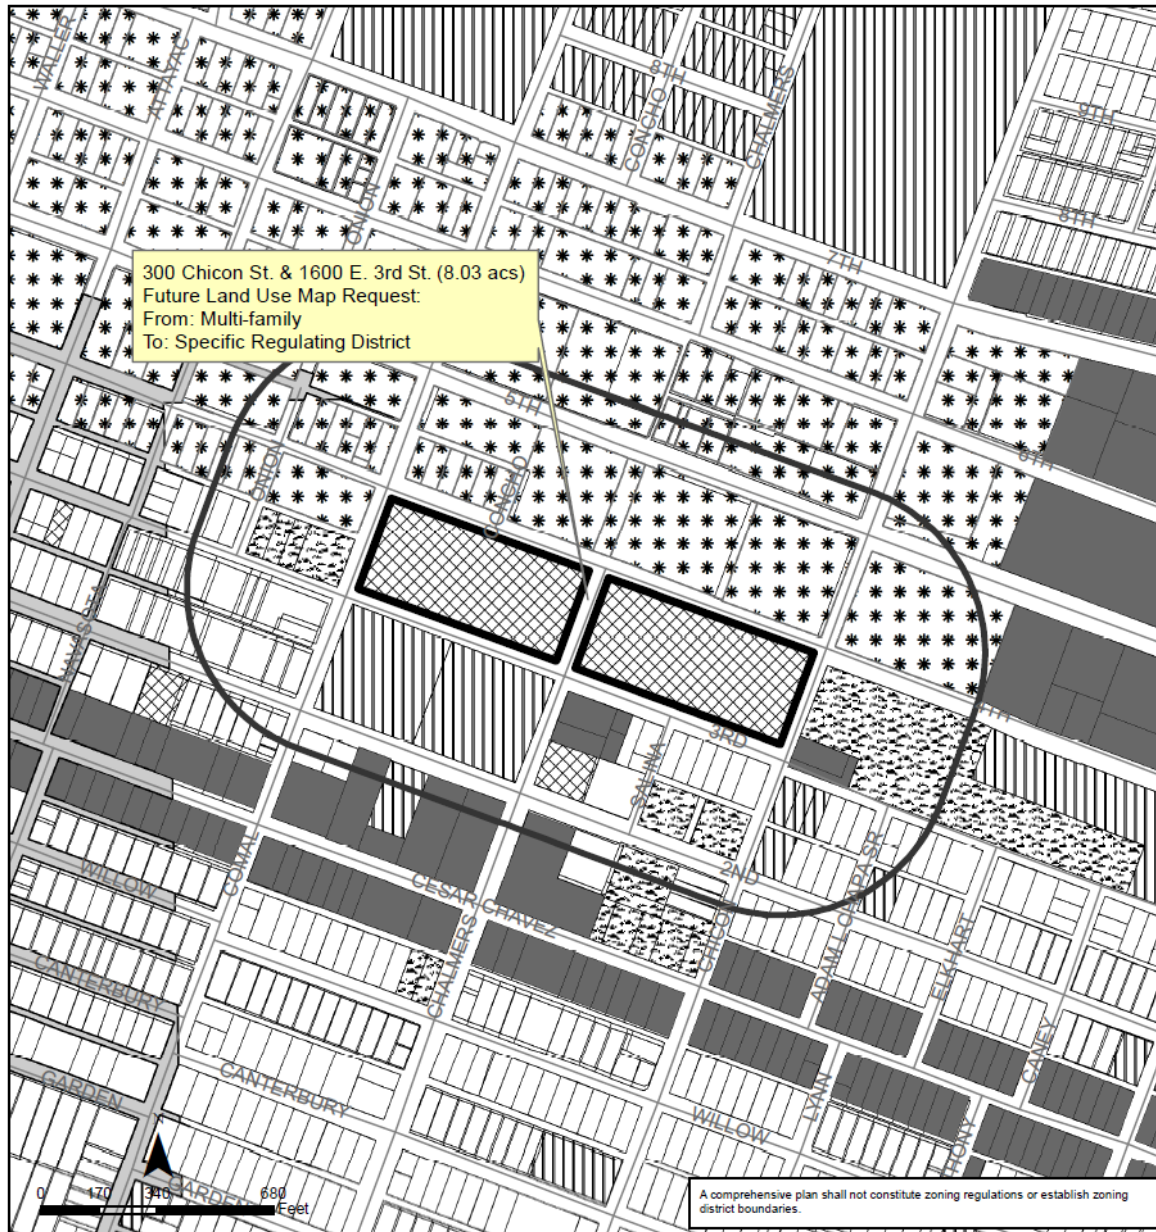 WALLER
ATTAYAC
8TH
CONCHO
CHALMERS
9TH
8TH
ONION
7TH
300 Chicon St. & 1600 E. 3rd St. (8.03 acs)
Future Land Use Map Request:
From: Multi-family
To: Specific Regulating District
5TH
6TH
ONION
CONCHO
NAVASOTA
4TH
3RD
SALINA
COMAL
2ND
WILLOW
CESAR CHAVEZ
CHICON
ADAM L CHAPA SR
ELKHART
CHALMERS
CANTERBURY
CANEY
GARDEN
CANTERBURY
LYNN
WILLOW
THONY
GARDEN
0 170 340 680
Feet
A comprehensive plan shall not constitute zoning regulations or establish zoning
district boundaries.